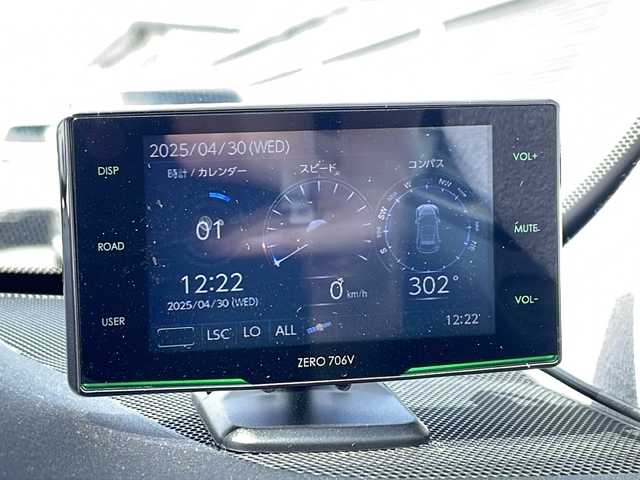 2025/04/30(WED)
DISP
ROAD
USER
時計 / カレンダー
01
12:22
2025/04/30 (WED)
スピード
0 km/h
コンパス
W
NW
SW
S
302°
LSC LO ALL
12:22
VOL+
MUTE
VOL-
ZERO 706V